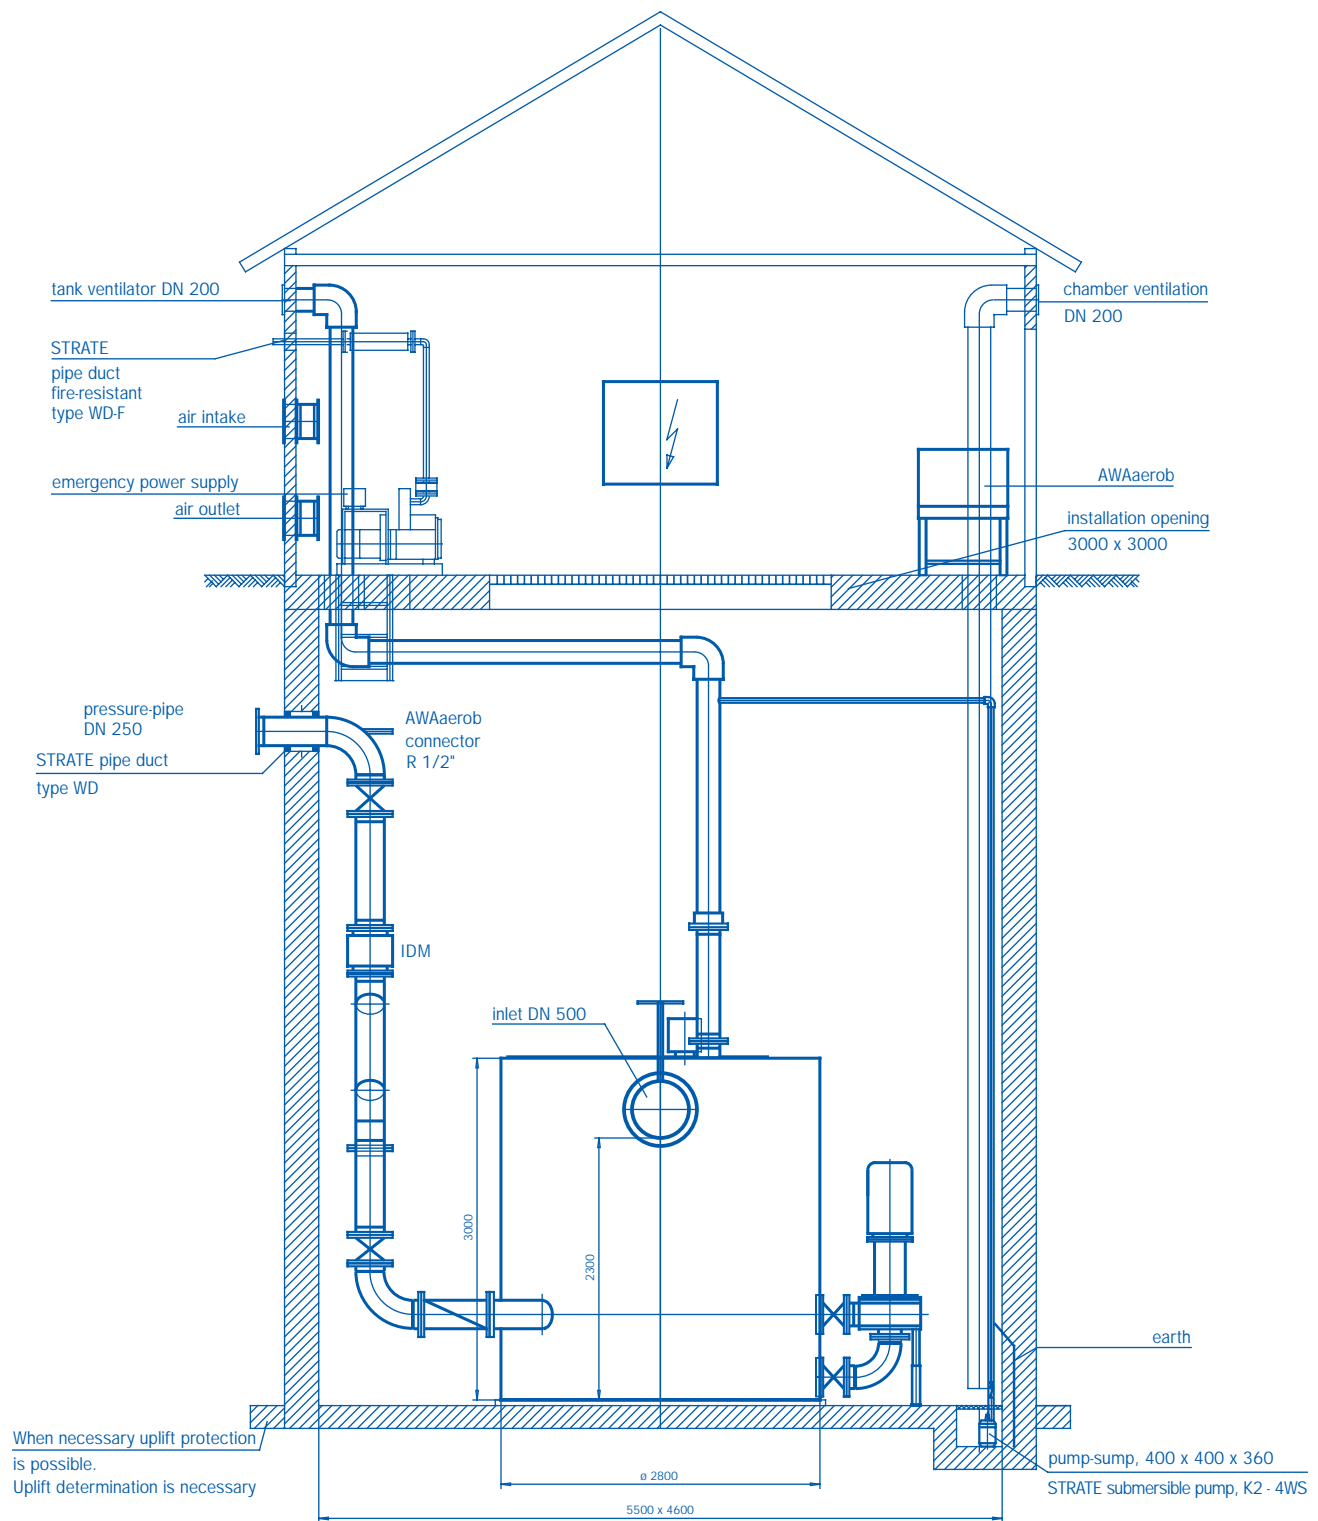 tank ventilator DN 200
chamber ventilation
DN 200
STRATE
pipe duct
fire-resistant
type WD-F
air intake
emergency power supply
air outlet
AWAaerob
installation opening
3000 x 3000
pressure-pipe
DN 250
STRATE pipe duct
type WD
AWAaerob
connector
R 1/2"
IDM
inlet DN 500
3000
2300
earth
When necessary uplift protection
is possible.
Uplift determination is necessary
pump-sump, 400 x 400 x 360
STRATE submersible pump, K2 - 4WS
ø 2800
5500 x 4600